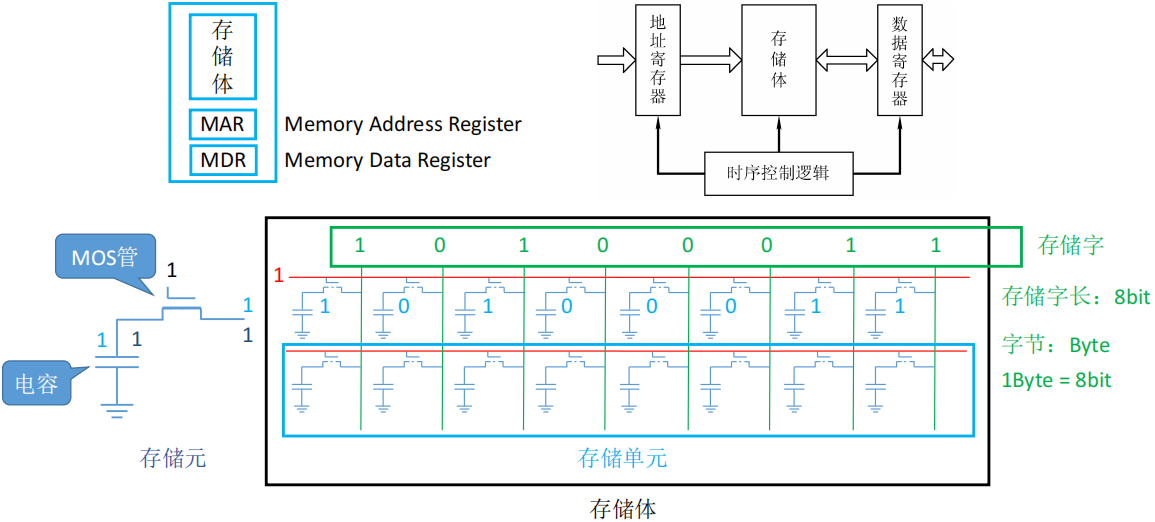 存储体
MAR
Memory Address Register
MDR
Memory Data Register
地址寄存器
存储体
数据寄存器
时序控制逻辑
MOS管
1
1
1
1
1
电容
存储元
1 0 1 0 0 0 1 1
存储字
1
1 0 1 0 0 0 1 1
存储字长：8bit
字节：Byte
1Byte = 8bit
存储单元
存储体